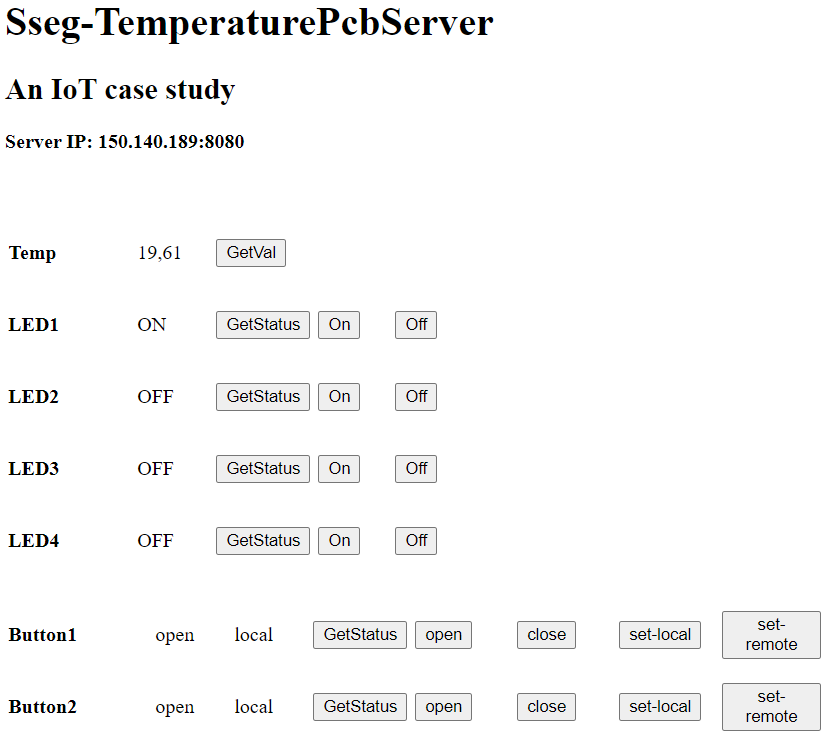 Sseg-TemperaturePcbServer
An IoT case study
Server IP: 150.140.189:8080
Temp 19,61 GetVal
LED1 ON GetStatus On Off
LED2 OFF GetStatus On Off
LED3 OFF GetStatus On Off
LED4 OFF GetStatus On Off
Button1 open local GetStatus open close set-local set-
remote
Button2 open local GetStatus open close set-local set-
remote